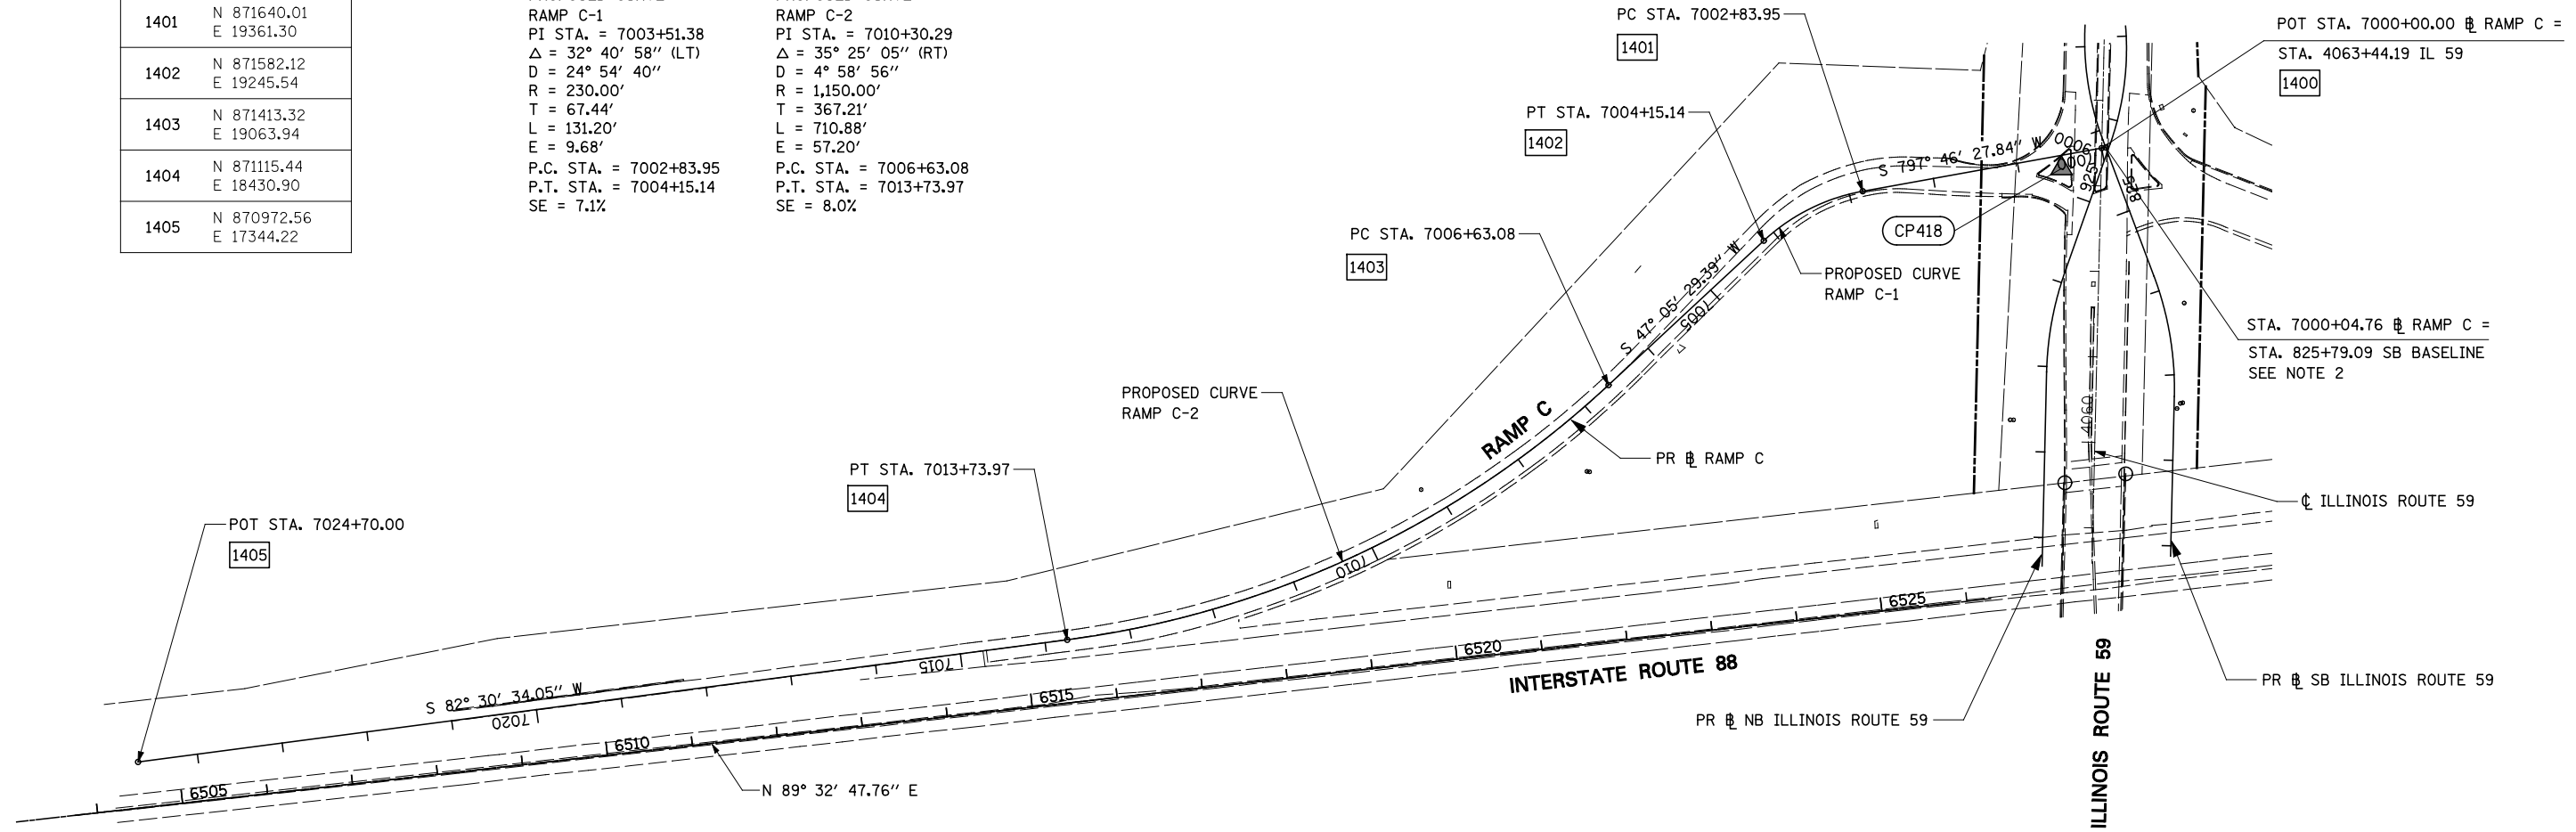 1401
N 871640.01
E 19361.30
1402
N 871582.12
E 19245.54
1403
N 871413.32
E 19063.94
1404
N 871115.44
E 18430.90
1405
N 870972.56
E 17344.22
RAMP C-1
PI STA. = 7003+51.38
Δ = 32° 40' 58'' (LT)
D = 24° 54' 40''
R = 230.00'
T = 67.44'
L = 131.20'
E = 9.68'
P.C. STA. = 7002+83.95
P.T. STA. = 7004+15.14
SE = 7.1%
RAMP C-2
PI STA. = 7010+30.29
Δ = 35° 25' 05'' (RT)
D = 4° 58' 56''
R = 1,150.00'
T = 367.21'
L = 710.88'
E = 57.20'
P.C. STA. = 7006+63.08
P.T. STA. = 7013+73.97
SE = 8.0%
PC STA. 7002+83.95
1401
POT STA. 7000+00.00 ℄ RAMP C =
STA. 4063+44.19 IL 59
1400
PT STA. 7004+15.14
1402
S 797° 46' 27.84'' W
925
825
CP418
PC STA. 7006+63.08
1403
S 47° 05' 29.39'' W
7005
PROPOSED CURVE
RAMP C-1
STA. 7000+04.76 ℄ RAMP C =
STA. 825+79.09 SB BASELINE
SEE NOTE 2
PROPOSED CURVE
RAMP C-2
RAMP C
PR ℄ RAMP C
4060
PT STA. 7013+73.97
1404
℄ ILLINOIS ROUTE 59
POT STA. 7024+70.00
1405
7010
6525
7015
6520
INTERSTATE ROUTE 88
S 82° 30' 34.05'' W
7020
6515
PR ℄ SB ILLINOIS ROUTE 59
PR ℄ NB ILLINOIS ROUTE 59
ILLINOIS ROUTE 59
6510
6505
N 89° 32' 47.76'' E